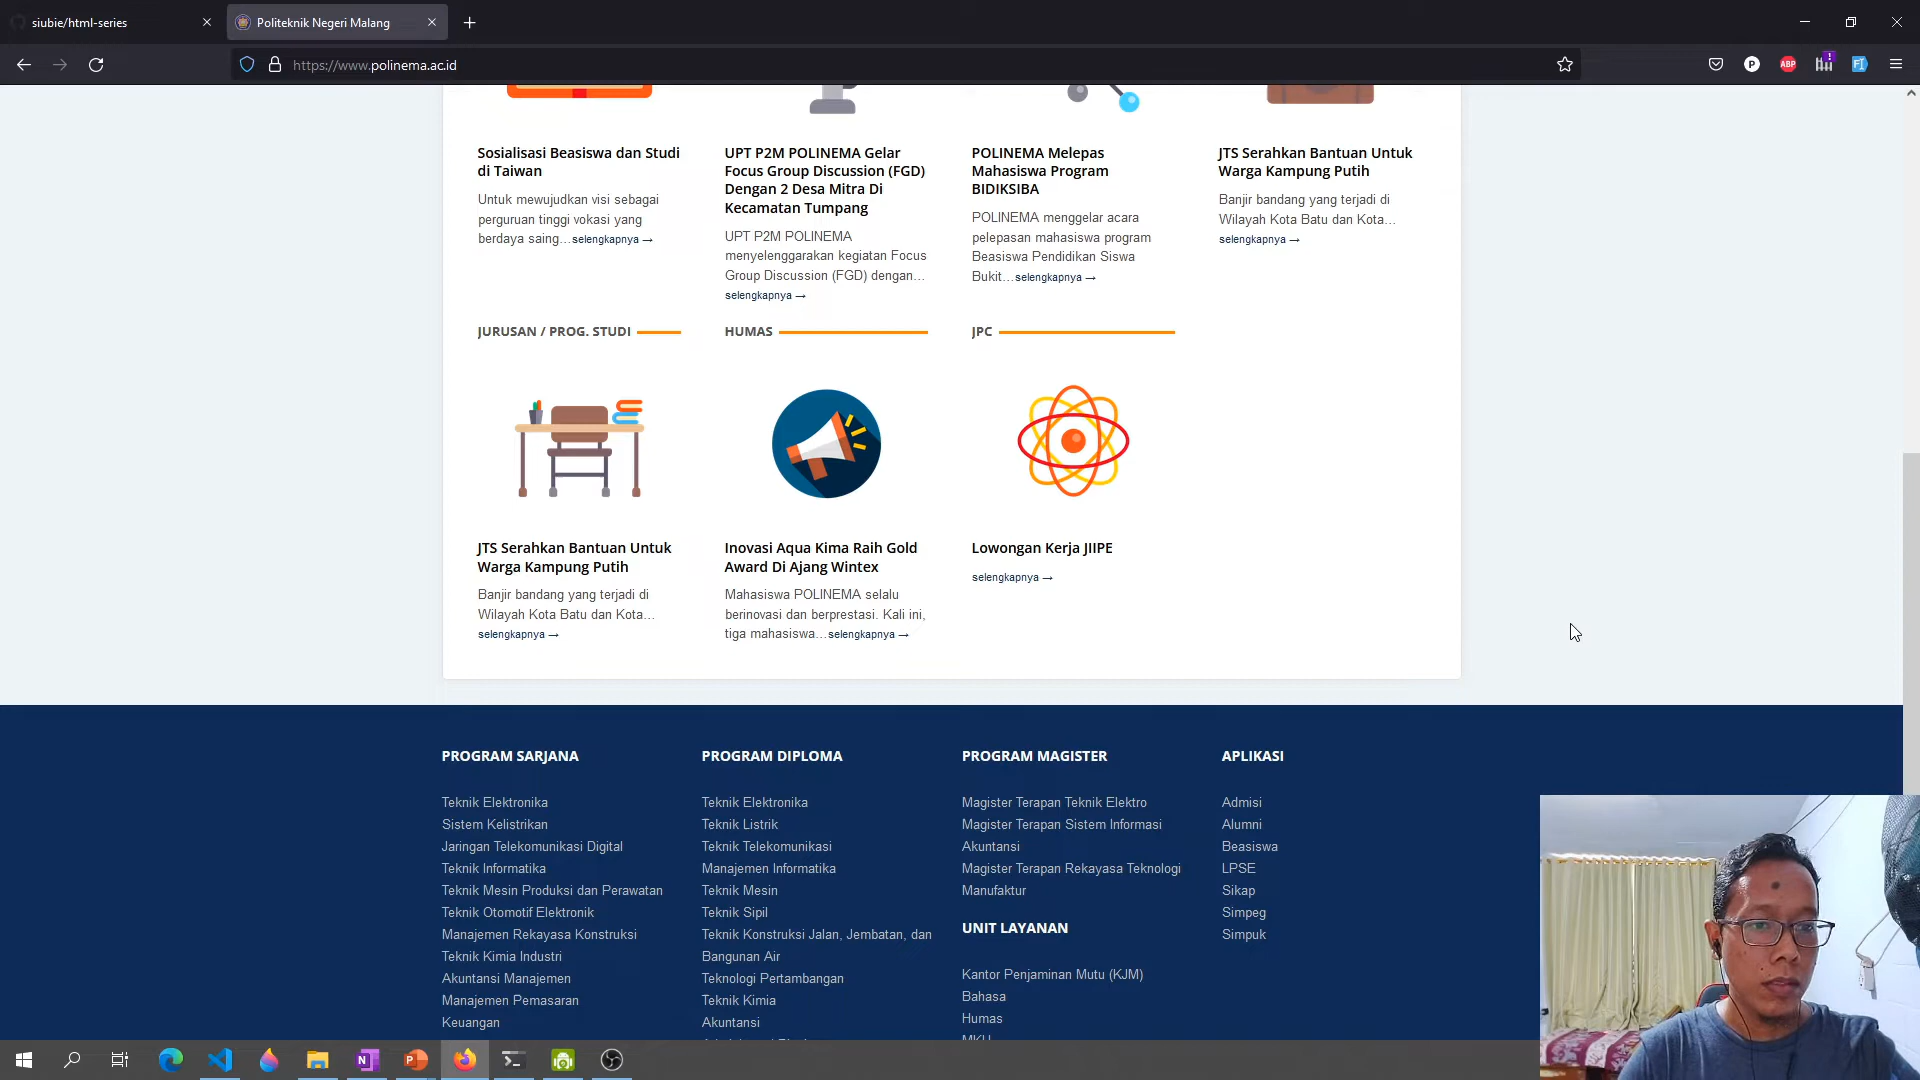 siubie/html-series
Politeknik Negeri Malang
https://www.polinema.ac.id
Sosialisasi Beasiswa dan Studi
di Taiwan
Untuk mewujudkan visi sebagai
perguruan tinggi vokasi yang
berdaya saing…selengkapnya →
UPT P2M POLINEMA Gelar
Focus Group Discussion (FGD)
Dengan 2 Desa Mitra Di
Kecamatan Tumpang
UPT P2M POLINEMA
menyelenggarakan kegiatan Focus
Group Discussion (FGD) dengan…
selengkapnya →
POLINEMA Melepas
Mahasiswa Program
BIDIKSIBA
POLINEMA menggelar acara
pelepasan mahasiswa program
Beasiswa Pendidikan Siswa
Bukit…selengkapnya →
JTS Serahkan Bantuan Untuk
Warga Kampung Putih
Banjir bandang yang terjadi di
Wilayah Kota Batu dan Kota…
selengkapnya →
JURUSAN / PROG. STUDI
HUMAS
JPC
JTS Serahkan Bantuan Untuk
Warga Kampung Putih
Banjir bandang yang terjadi di
Wilayah Kota Batu dan Kota…
selengkapnya →
Inovasi Aqua Kima Raih Gold
Award Di Ajang Wintex
Mahasiswa POLINEMA selalu
berinovasi dan berprestasi. Kali ini,
tiga mahasiswa…selengkapnya →
Lowongan Kerja JIIPE
selengkapnya →
PROGRAM SARJANA
Teknik Elektronika
Sistem Kelistrikan
Jaringan Telekomunikasi Digital
Teknik Informatika
Teknik Mesin Produksi dan Perawatan
Teknik Otomotif Elektronik
Manajemen Rekayasa Konstruksi
Teknik Kimia Industri
Akuntansi Manajemen
Manajemen Pemasaran
Keuangan
PROGRAM DIPLOMA
Teknik Elektronika
Teknik Listrik
Teknik Telekomunikasi
Manajemen Informatika
Teknik Mesin
Teknik Sipil
Teknik Konstruksi Jalan, Jembatan, dan
Bangunan Air
Teknologi Pertambangan
Teknik Kimia
Akuntansi
PROGRAM MAGISTER
Magister Terapan Teknik Elektro
Magister Terapan Sistem Informasi
Akuntansi
Magister Terapan Rekayasa Teknologi
Manufaktur
UNIT LAYANAN
Kantor Penjaminan Mutu (KJM)
Bahasa
Humas
MKU
APLIKASI
Admisi
Alumni
Beasiswa
LPSE
Sikap
Simpeg
Simpuk